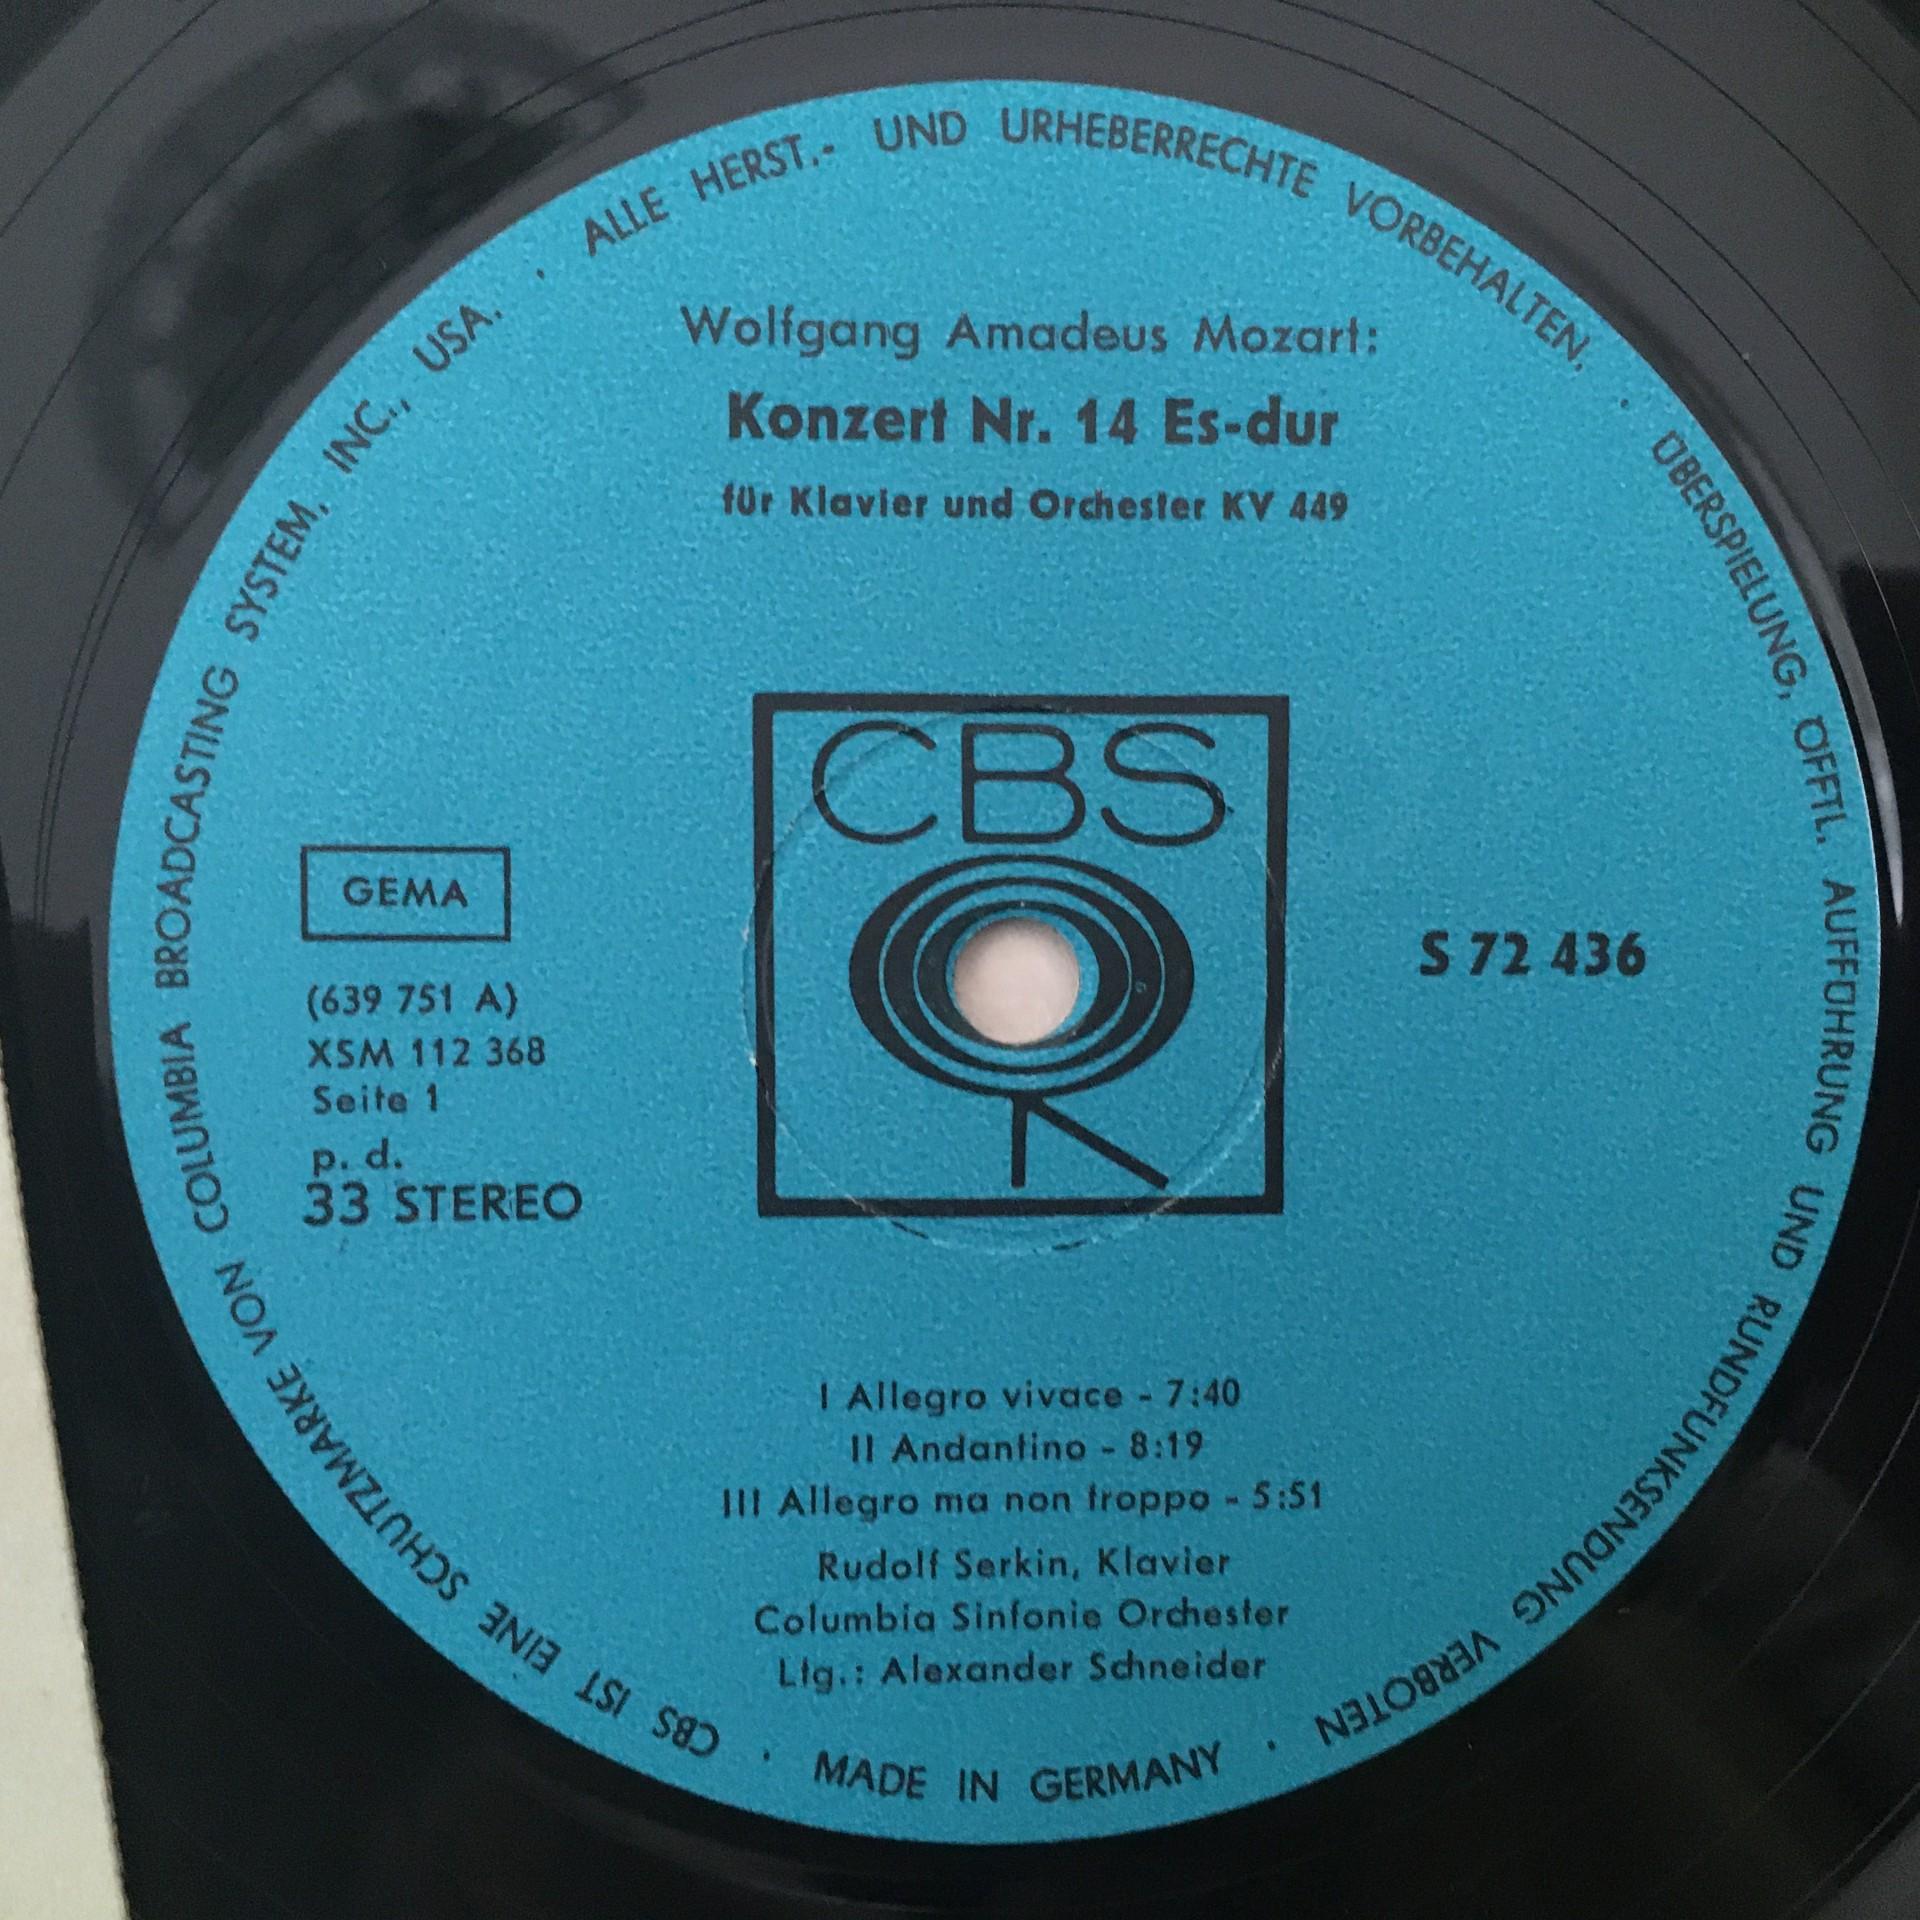 ALLE HERST.- UND URHEBERRECHTE VORBEHALTEN. · ÜBERSPIELUNG, ÖFFTL. AUFFÜHRUNG UND RUNDFUNKSENDUNG VERBOTEN · MADE IN GERMANY · CBS IST EINE SCHUTZMARKE VON COLUMBIA BROADCASTING SYSTEM, INC., USA. ·
Wolfgang Amadeus Mozart:
Konzert Nr. 14 Es-dur
für Klavier und Orchester KV 449
CBS
GEMA
(639 751 A)
XSM 112 368
Seite 1
p. d.
33 STEREO
S 72 436
I Allegro vivace - 7:40
II Andantino - 8:19
III Allegro ma non troppo - 5:51
Rudolf Serkin, Klavier
Columbia Sinfonie Orchester
Ltg.: Alexander Schneider